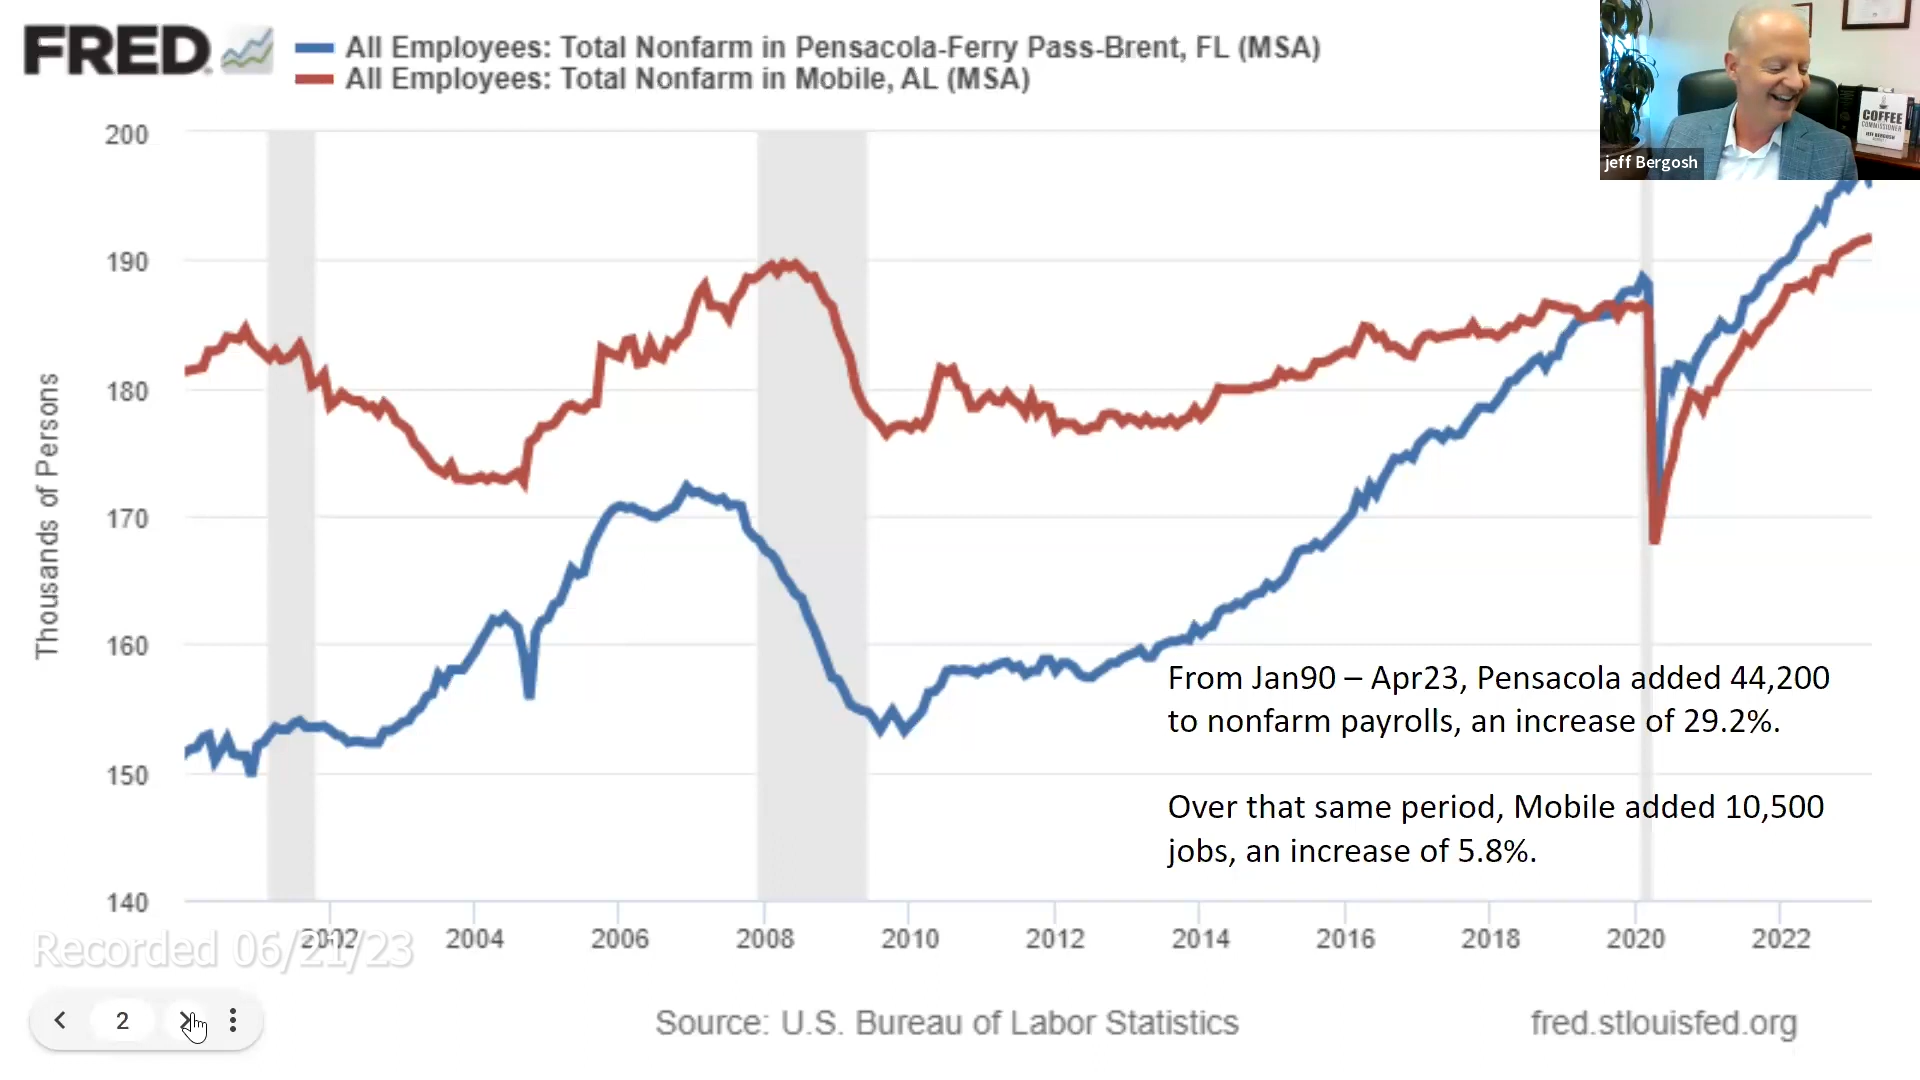 FRED
All Employees: Total Nonfarm in Pensacola-Ferry Pass-Brent, FL (MSA)
All Employees: Total Nonfarm in Mobile, AL (MSA)
COFFEE
COMMISSIONER
JEFF BERGOSH
jeff Bergosh
200
190
180
170
160
150
140
Thousands of Persons
From Jan90 – Apr23, Pensacola added 44,200
to nonfarm payrolls, an increase of 29.2%.
Over that same period, Mobile added 10,500
jobs, an increase of 5.8%.
2002 2004 2006 2008 2010 2012 2014 2016 2018 2020 2022
Recorded 06/21/23
2
Source: U.S. Bureau of Labor Statistics
fred.stlouisfed.org